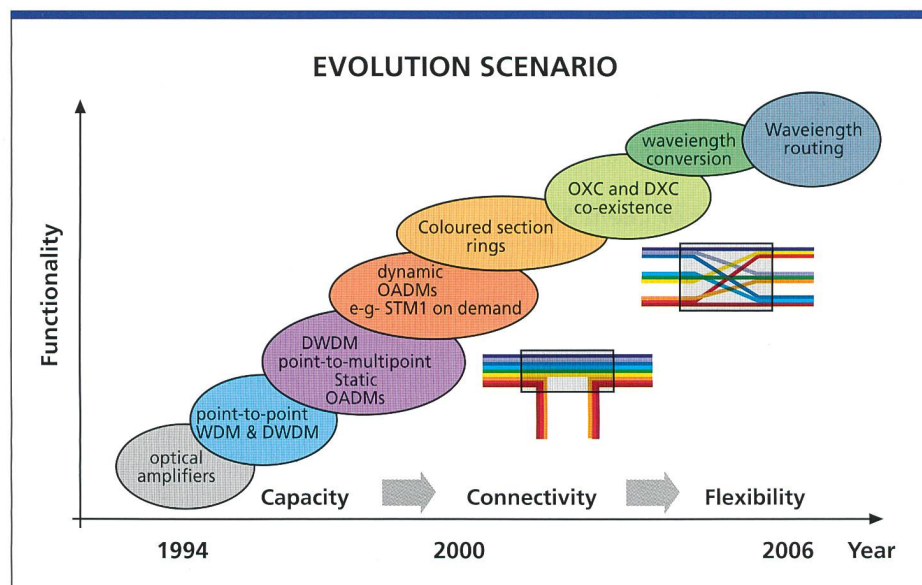 EVOLUTION SCENARIO
Functionality
Waveiength
routing
waveiength
conversion
OXC and DXC
co-existence
Coloured section
rings
dynamic
OADMs
e-g- STM1 on demand
DWDM
point-to-multipoint
Static
OADMs
point-to-point
WDM & DWDM
optical
amplifiers
Capacity
Connectivity
Flexibility
1994
2000
2006
Year